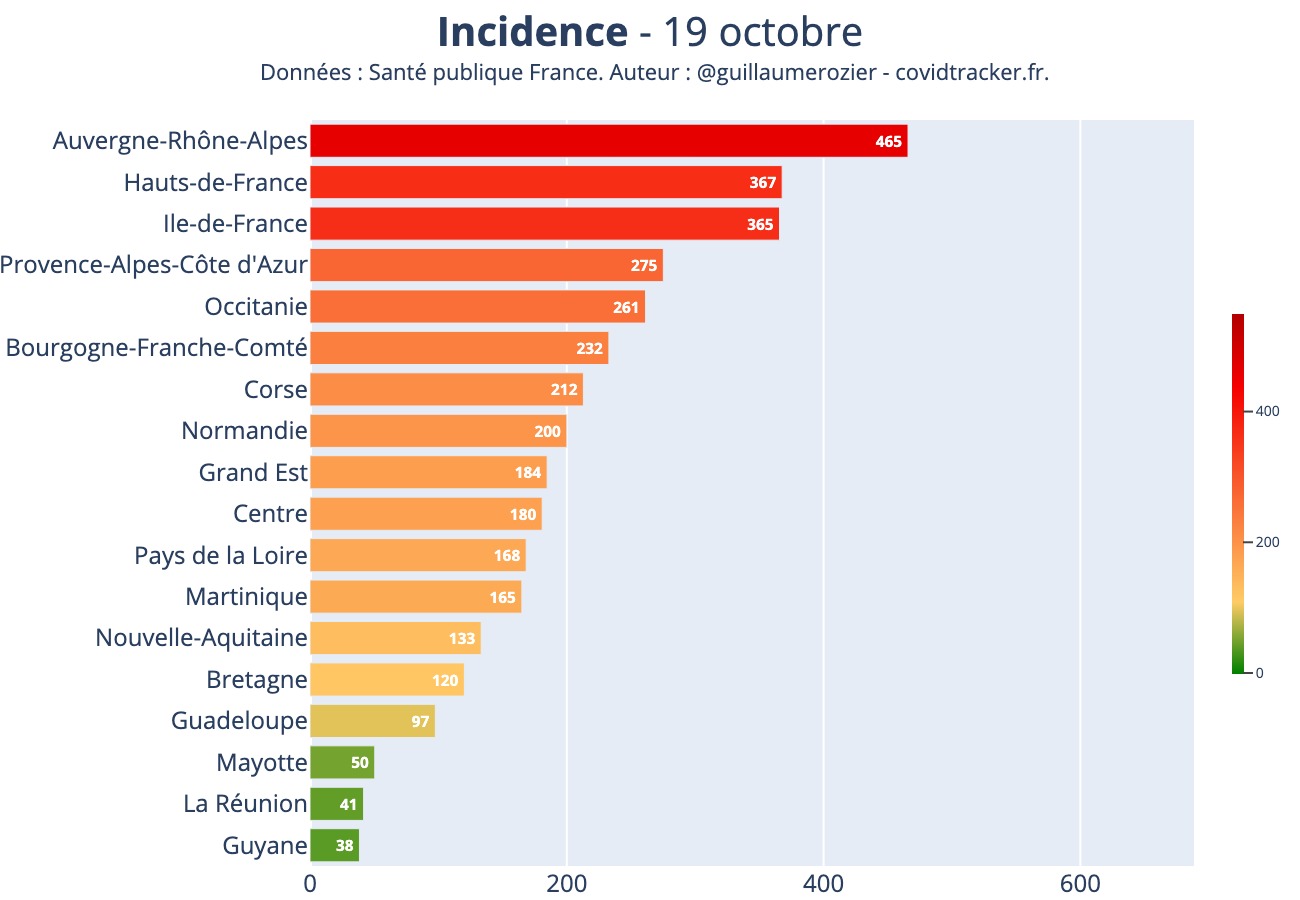 Incidence - 19 octobre
Données : Santé publique France. Auteur : @guillaumerozier - covidtracker.fr.
Auvergne-Rhône-Alpes 465
Hauts-de-France 367
Ile-de-France 365
Provence-Alpes-Côte d'Azur 275
Occitanie 261
Bourgogne-Franche-Comté 232
Corse 212
Normandie 200
Grand Est 184
Centre 180
Pays de la Loire 168
Martinique 165
Nouvelle-Aquitaine 133
Bretagne 120
Guadeloupe 97
Mayotte 50
La Réunion 41
Guyane 38
0 200 400 600
400
200
0